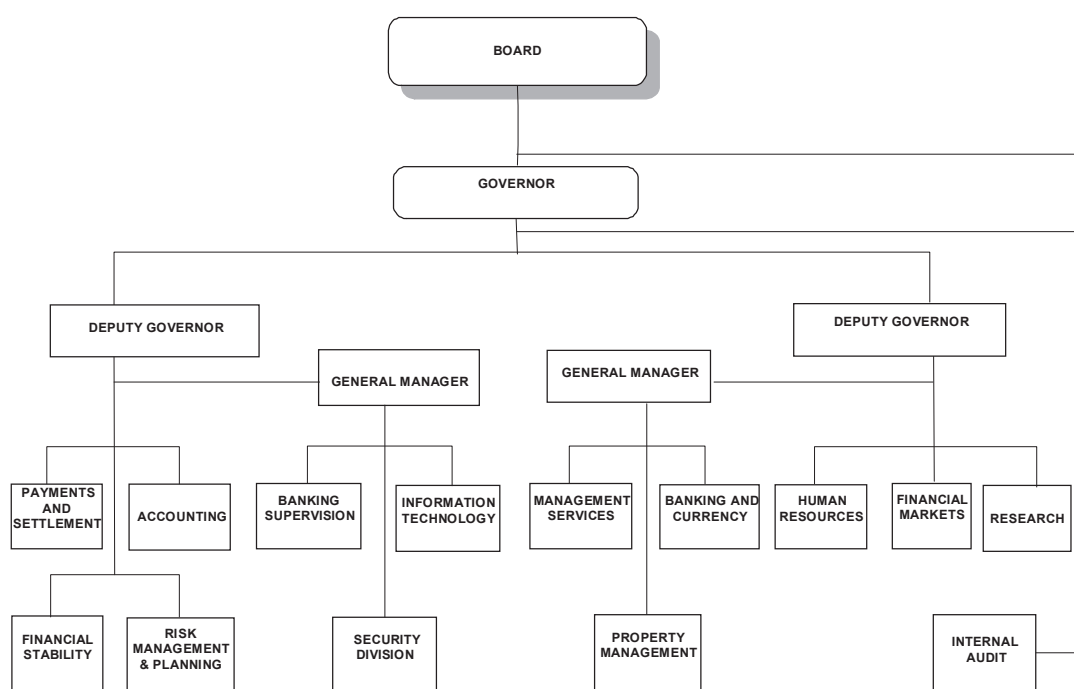 BOARD
GOVERNOR
DEPUTY GOVERNOR
DEPUTY GOVERNOR
GENERAL MANAGER
GENERAL MANAGER
PAYMENTS
AND
SETTLEMENT
ACCOUNTING
BANKING
SUPERVISION
INFORMATION
TECHNOLOGY
MANAGEMENT
SERVICES
BANKING AND
CURRENCY
HUMAN
RESOURCES
FINANCIAL
MARKETS
RESEARCH
FINANCIAL
STABILITY
RISK
MANAGEMENT
& PLANNING
SECURITY
DIVISION
PROPERTY
MANAGEMENT
INTERNAL
AUDIT